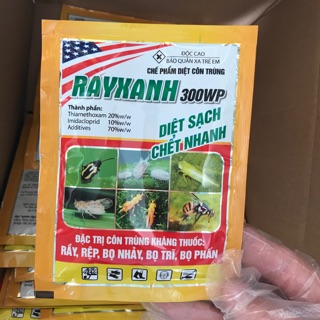 ĐỘC CAO
BẢO QUẢN XA TRẺ EM
CHẾ PHẨM DIỆT CÔN TRÙNG
RAYXANH 300WP
Thành phần:
Thiamethoxam 20%w/w
Imidacloprid 10%w/w
Additives 70%w/w
DIỆT SẠCH
CHẾT NHANH
ĐẶC TRỊ CÔN TRÙNG KHÁNG THUỐC:
RẦY, RỆP, BỌ NHẢY, BỌ TRĨ, BỌ PHẤN